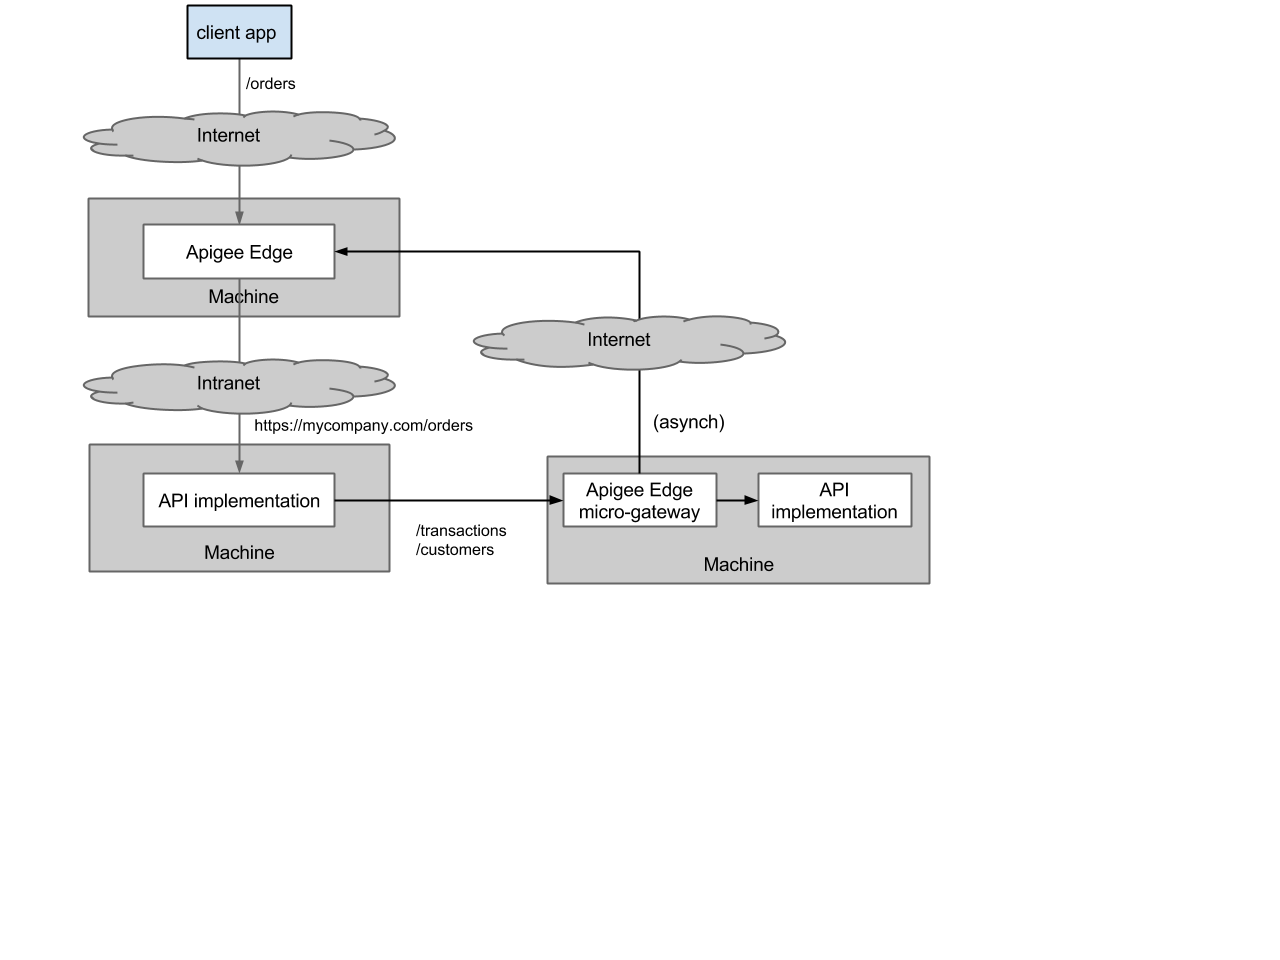 client app
/orders
Internet
Apigee Edge
Machine
Internet
Intranet
(asynch)
https://mycompany.com/orders
API implementation
Machine
/transactions
/customers
Apigee Edge
micro-gateway
API
implementation
Machine